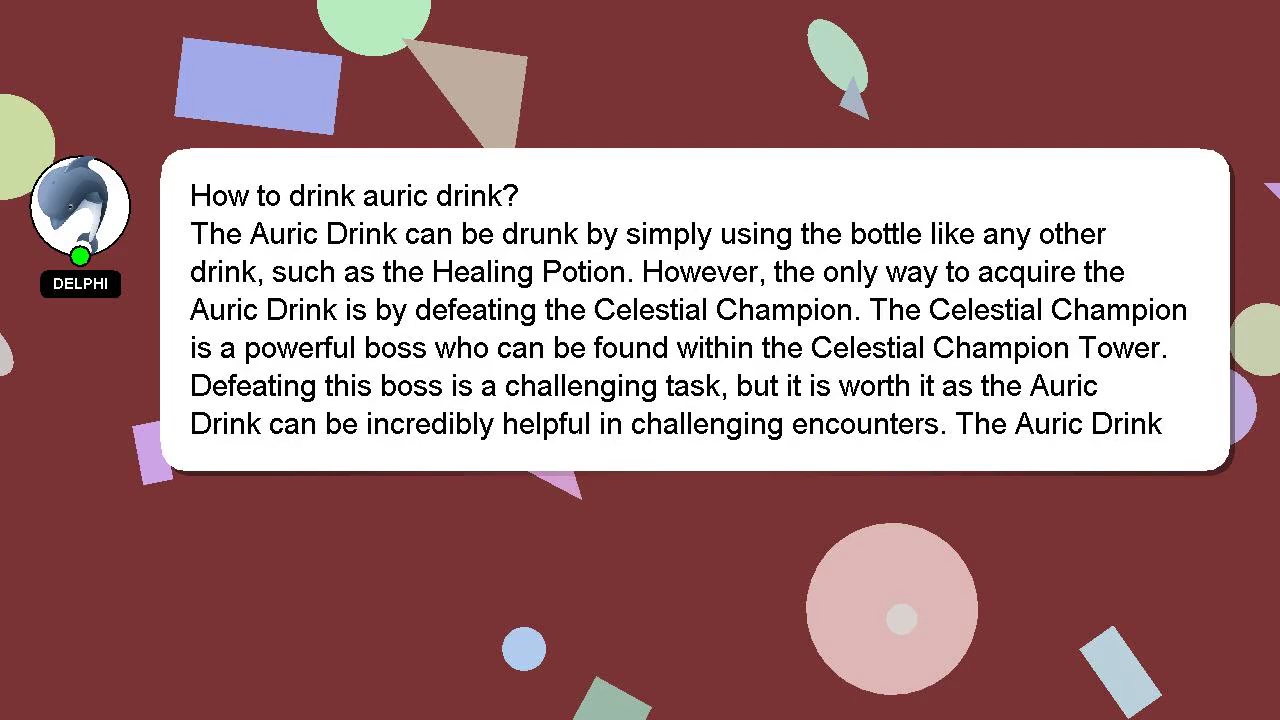 How to drink auric drink?
The Auric Drink can be drunk by simply using the bottle like any other
drink, such as the Healing Potion. However, the only way to acquire the
Auric Drink is by defeating the Celestial Champion. The Celestial Champion
is a powerful boss who can be found within the Celestial Champion Tower.
Defeating this boss is a challenging task, but it is worth it as the Auric
Drink can be incredibly helpful in challenging encounters. The Auric Drink
DELPHI